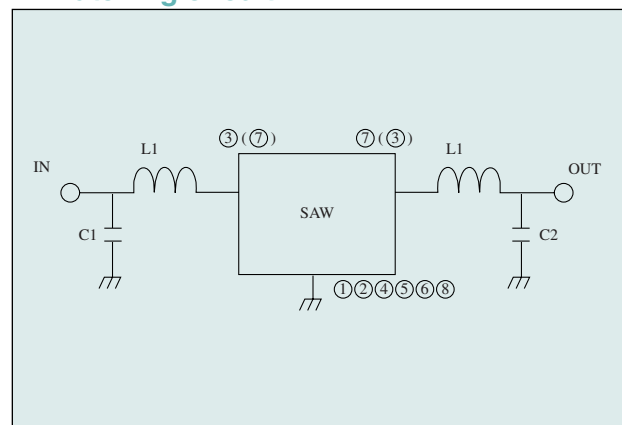 ③(⑦) ⑦(③)
L1 L1
IN OUT
SAW
C1 C2
①②④⑤⑥⑧